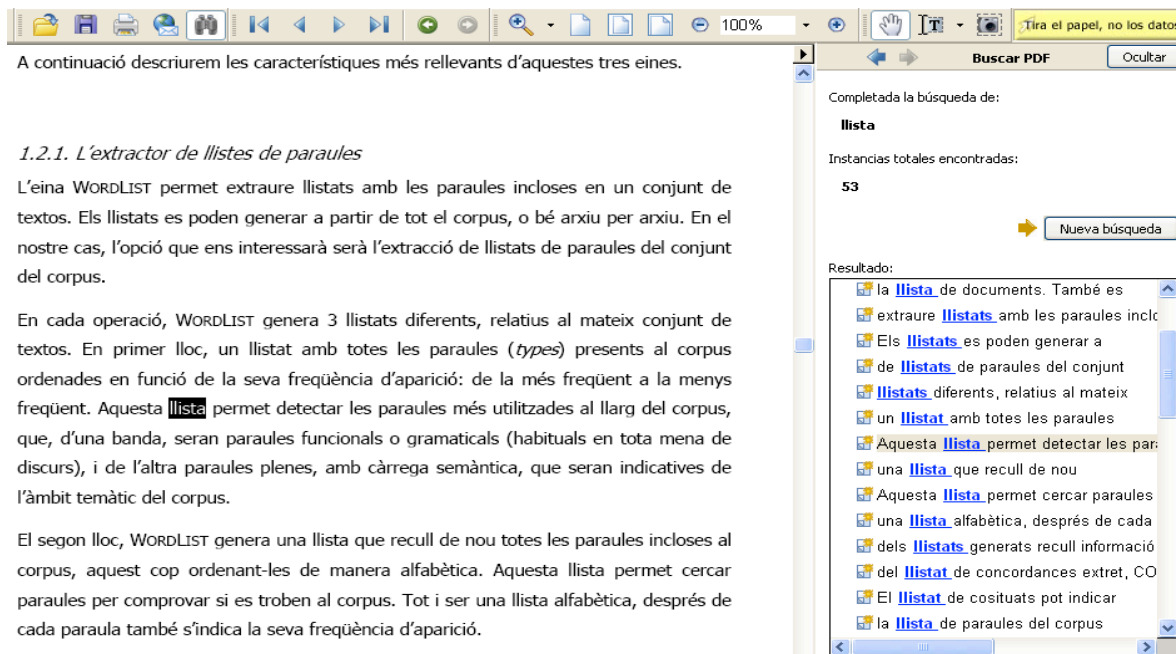 100%
Tira el papel, no los datos
A continuació descriurem les característiques més rellevants d'aquestes tres eines.
1.2.1. L'extractor de llistes de paraules
L'eina WORDLIST permet extraure llistats amb les paraules incloses en un conjunt de
textos. Els llistats es poden generar a partir de tot el corpus, o bé arxiu per arxiu. En el
nostre cas, l'opció que ens interessarà serà l'extracció de llistats de paraules del conjunt
del corpus.
En cada operació, WORDLIST genera 3 llistats diferents, relatius al mateix conjunt de
textos. En primer lloc, un llistat amb totes les paraules (types) presents al corpus
ordenades en funció de la seva freqüència d'aparició: de la més freqüent a la menys
freqüent. Aquesta llista permet detectar les paraules més utilitzades al llarg del corpus,
que, d'una banda, seran paraules funcionals o gramaticals (habituals en tota mena de
discurs), i de l'altra paraules plenes, amb càrrega semàntica, que seran indicatives de
l'àmbit temàtic del corpus.
El segon lloc, WORDLIST genera una llista que recull de nou totes les paraules incloses al
corpus, aquest cop ordenant-les de manera alfabètica. Aquesta llista permet cercar
paraules per comprovar si es troben al corpus. Tot i ser una llista alfabètica, després de
cada paraula també s'indica la seva freqüència d'aparició.
Buscar PDF
Ocultar
Completada la búsqueda de:
llista
Instancias totales encontradas:
53
Nueva búsqueda
Resultado:
la llista de documents. També es
extraure llistats amb les paraules inclo
Els llistats es poden generar a
de llistats de paraules del conjunt
llistats diferents, relatius al mateix
un llistat amb totes les paraules
Aquesta llista permet detectar les para
una llista que recull de nou
Aquesta llista permet cercar paraules
una llista alfabètica, després de cada
dels llistats generats recull informació
del llistat de concordances extret, CO
El llistat de cosituats pot indicar
la llista de paraules del corpus